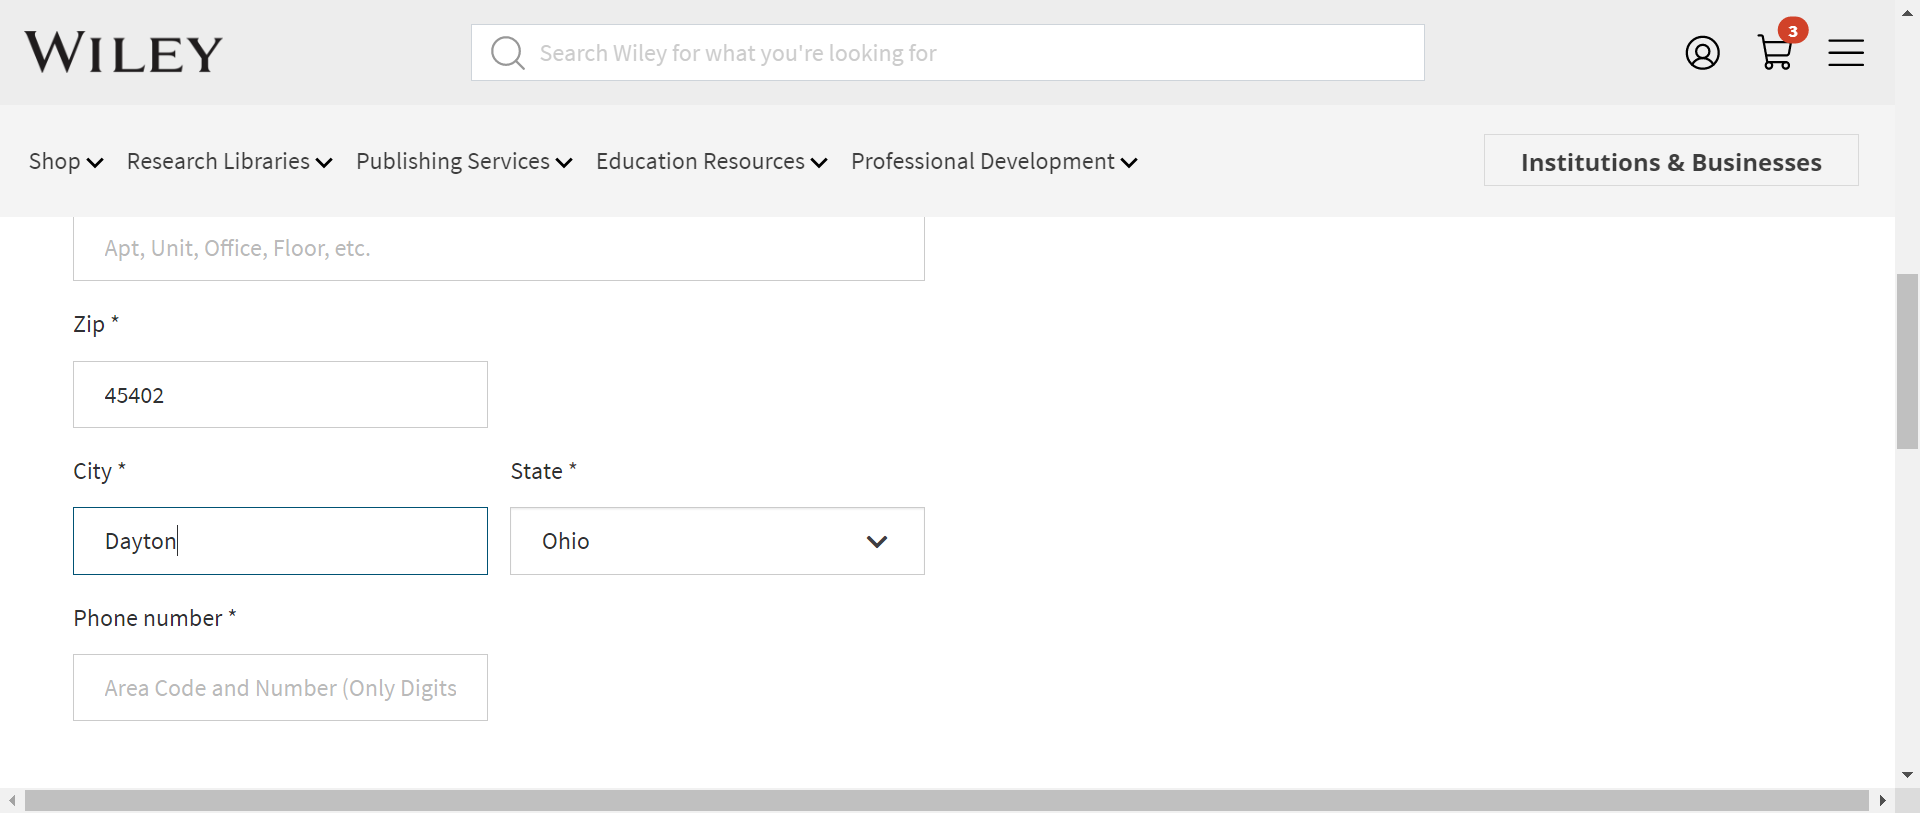 WILEY
Search Wiley for what you're looking for
3
Shop Research Libraries Publishing Services Education Resources Professional Development
Institutions & Businesses
Apt, Unit, Office, Floor, etc.
Zip *
45402
City * State *
Dayton Ohio
Phone number *
Area Code and Number (Only Digits